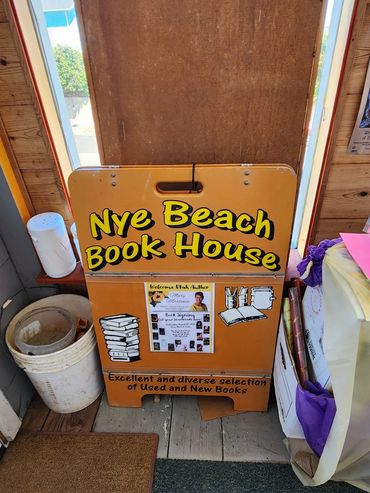 Nye Beach
Book House
Welcome Utah Author
Book Signing
Excellent and diverse selection
of Used and New Books